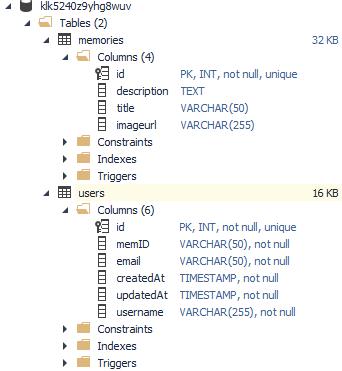 klk5240z9yhg8wuv
Tables (2)
memories 32 KB
Columns (4)
id PK, INT, not null, unique
description TEXT
title VARCHAR(50)
imageurl VARCHAR(255)
Constraints
Indexes
Triggers
users 16 KB
Columns (6)
id PK, INT, not null, unique
memID VARCHAR(50), not null
email VARCHAR(50), not null
createdAt TIMESTAMP, not null
updatedAt TIMESTAMP, not null
username VARCHAR(255), not null
Constraints
Indexes
Triggers